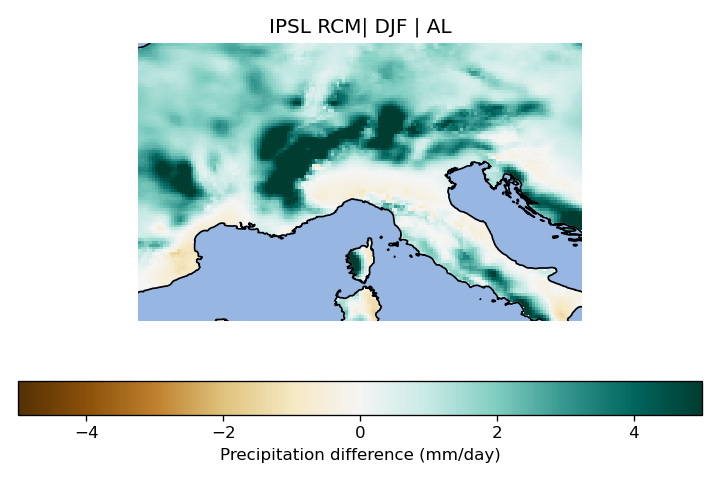 IPSL RCM| DJF | AL
−4 −2 0 2 4
Precipitation difference (mm/day)